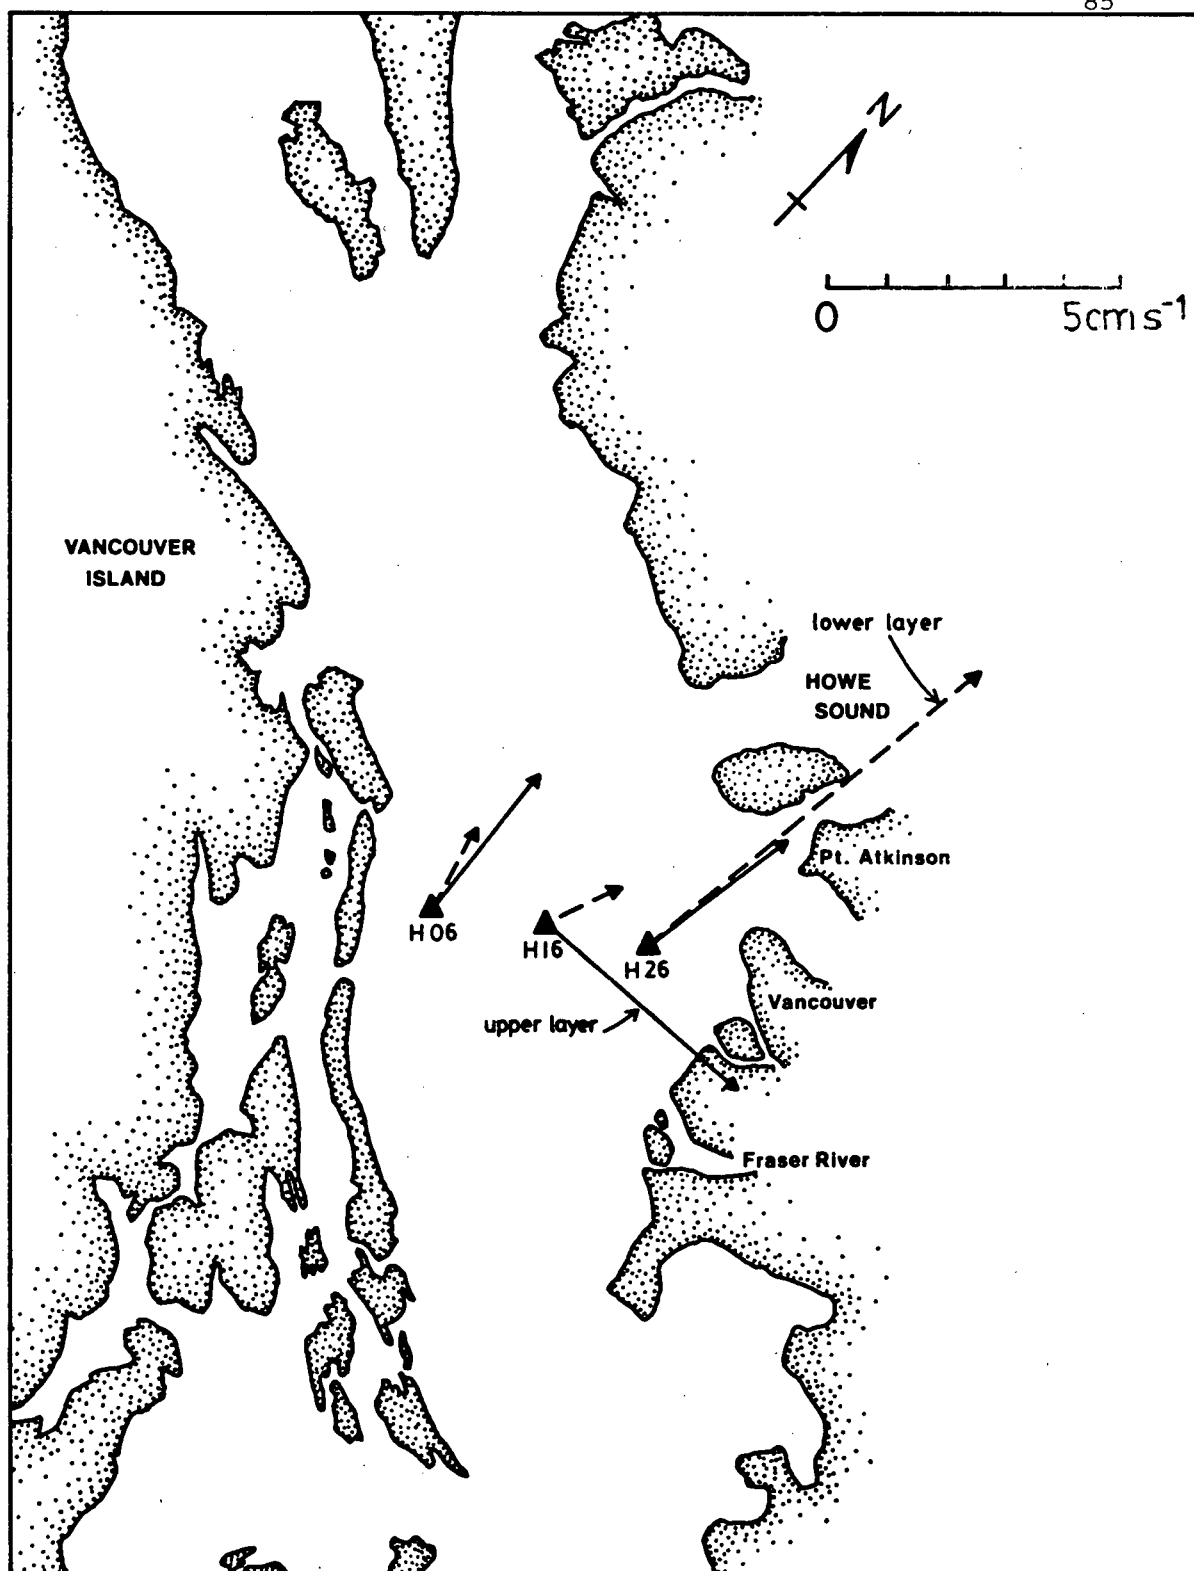 85
N
0 5cm s-1
VANCOUVER
ISLAND
lower layer
HOWE
SOUND
Pt. Atkinson
H06
H16
H26
Vancouver
upper layer
Fraser River